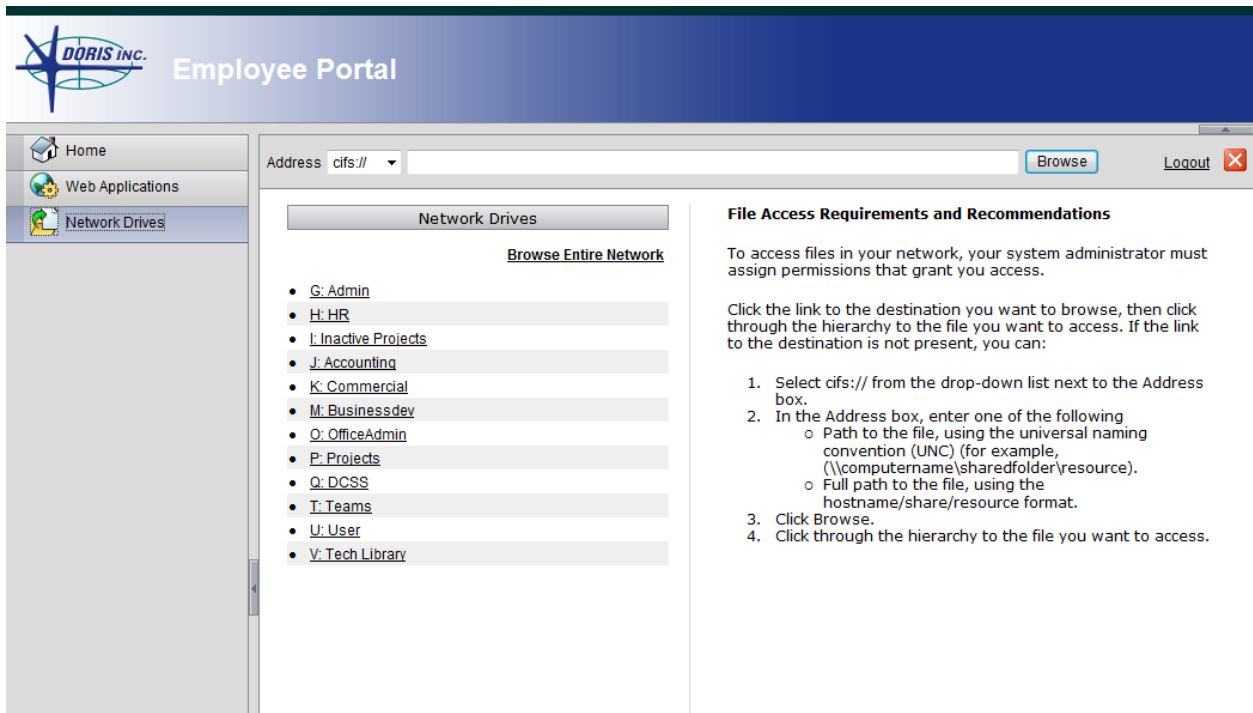 DORIS INC.
Employee Portal
Home
Web Applications
Network Drives
Address cifs:// Browse Logout
Network Drives
Browse Entire Network
G: Admin
H: HR
I: Inactive Projects
J: Accounting
K: Commercial
M: Businessdev
O: OfficeAdmin
P: Projects
Q: DCSS
T: Teams
U: User
V: Tech Library
File Access Requirements and Recommendations
To access files in your network, your system administrator must
assign permissions that grant you access.
Click the link to the destination you want to browse, then click
through the hierarchy to the file you want to access. If the link
to the destination is not present, you can:
1. Select cifs:// from the drop-down list next to the Address
box.
2. In the Address box, enter one of the following
o Path to the file, using the universal naming
convention (UNC) (for example,
(\\computername\sharedfolder\resource).
o Full path to the file, using the
hostname/share/resource format.
3. Click Browse.
4. Click through the hierarchy to the file you want to access.